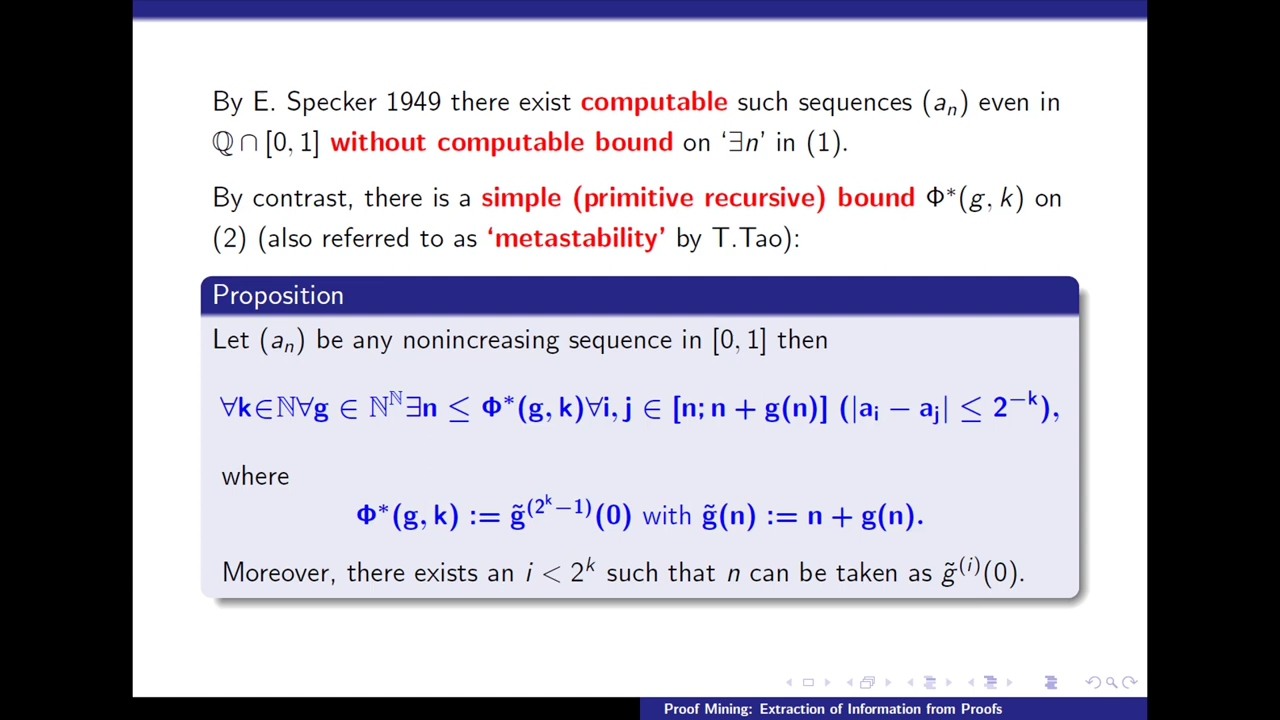 By E. Specker 1949 there exist computable such sequences (aₙ) even in
ℚ ∩ [0, 1] without computable bound on ‘∃n’ in (1).
By contrast, there is a simple (primitive recursive) bound Φ*(g, k) on
(2) (also referred to as ‘metastability’ by T.Tao):
Proposition
Let (aₙ) be any nonincreasing sequence in [0, 1] then
∀k∈ℕ∀g ∈ ℕ^ℕ∃n ≤ Φ*(g, k)∀i, j ∈ [n; n + g(n)] (|aᵢ − aⱼ| ≤ 2^{−k}),
where
Φ*(g, k) := g̃^{(2^k−1)}(0) with g̃(n) := n + g(n).
Moreover, there exists an i < 2^k such that n can be taken as g̃^{(i)}(0).
Proof Mining: Extraction of Information from Proofs